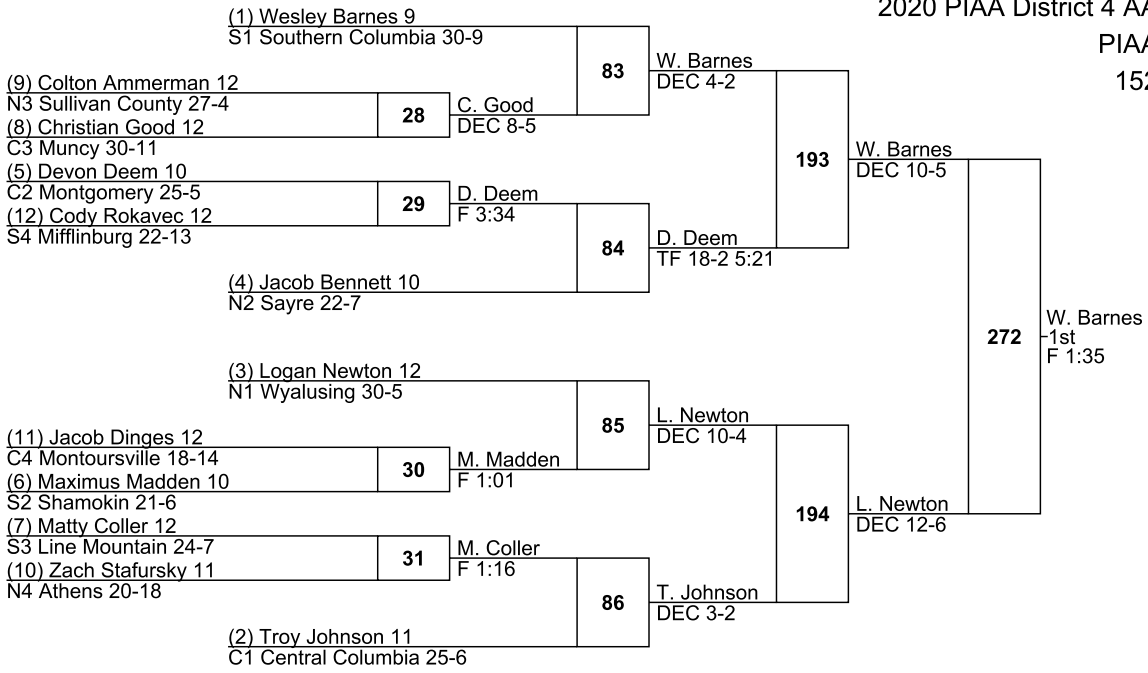 2020 PIAA District 4 AA
PIAA
152
(1) Wesley Barnes 9
S1 Southern Columbia 30-9
83
W. Barnes
DEC 4-2
(9) Colton Ammerman 12
N3 Sullivan County 27-4
28
C. Good
DEC 8-5
(8) Christian Good 12
C3 Muncy 30-11
193
W. Barnes
DEC 10-5
(5) Devon Deem 10
C2 Montgomery 25-5
29
D. Deem
F 3:34
(12) Cody Rokavec 12
S4 Mifflinburg 22-13
84
D. Deem
TF 18-2 5:21
(4) Jacob Bennett 10
N2 Sayre 22-7
272
W. Barnes
1st
F 1:35
(3) Logan Newton 12
N1 Wyalusing 30-5
85
L. Newton
DEC 10-4
(11) Jacob Dinges 12
C4 Montoursville 18-14
30
M. Madden
F 1:01
(6) Maximus Madden 10
S2 Shamokin 21-6
194
L. Newton
DEC 12-6
(7) Matty Coller 12
S3 Line Mountain 24-7
31
M. Coller
F 1:16
(10) Zach Stafursky 11
N4 Athens 20-18
86
T. Johnson
DEC 3-2
(2) Troy Johnson 11
C1 Central Columbia 25-6